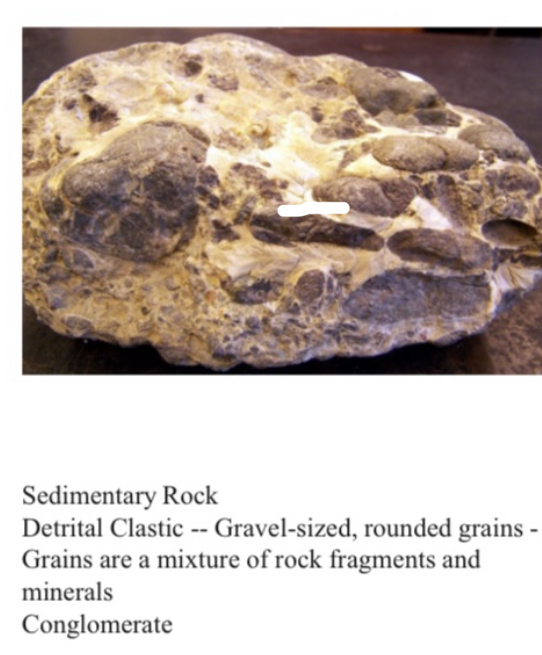 Sedimentary Rock
Detrital Clastic -- Gravel-sized, rounded grains -
Grains are a mixture of rock fragments and
minerals
Conglomerate